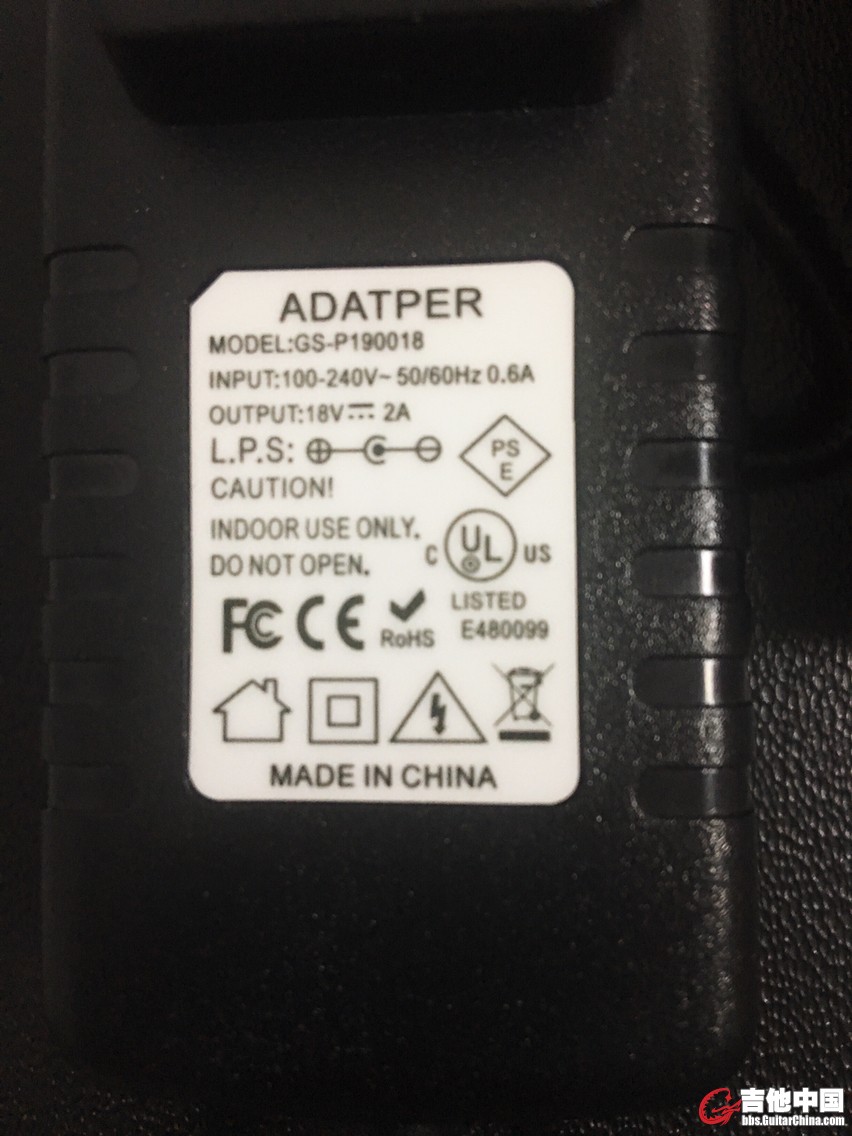 ADATPER
MODEL:GS-P190018
INPUT:100-240V~ 50/60Hz 0.6A
OUTPUT:18V⎓ 2A
L.P.S:
PS
E
CAUTION!
INDOOR USE ONLY.
DO NOT OPEN.
C UL US
LISTED
E480099
FC CE RoHS
MADE IN CHINA
吉他中国
bbs.GuitarChina.com